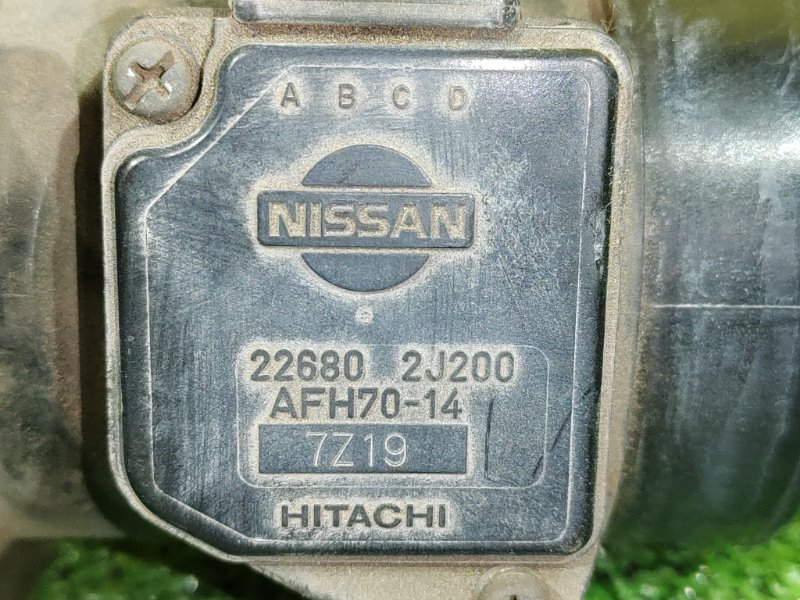 A B C D
NISSAN
22680 2J200
AFH70-14
7Z19
HITACHI